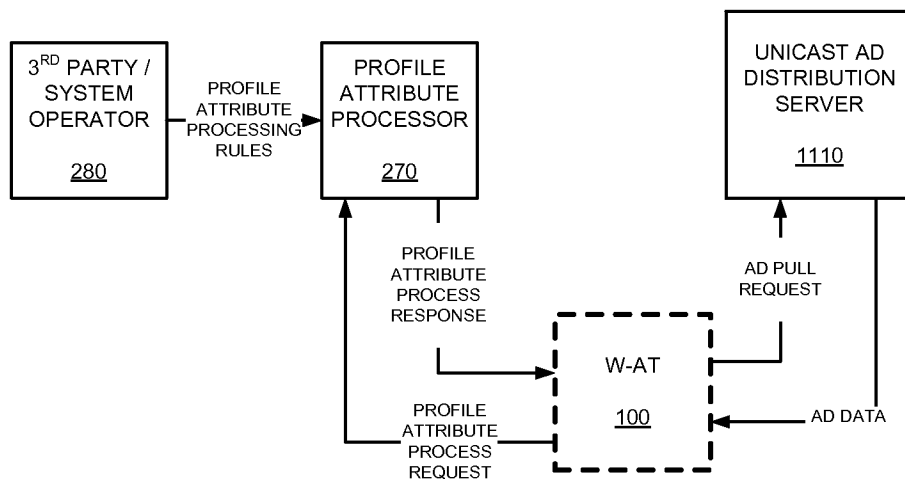 3RD PARTY /
SYSTEM
OPERATOR
280
PROFILE
ATTRIBUTE
PROCESSING
RULES
PROFILE
ATTRIBUTE
PROCESSOR
270
UNICAST AD
DISTRIBUTION
SERVER
1110
PROFILE
ATTRIBUTE
PROCESS
RESPONSE
AD PULL
REQUEST
W-AT
100
PROFILE
ATTRIBUTE
PROCESS
REQUEST
AD DATA